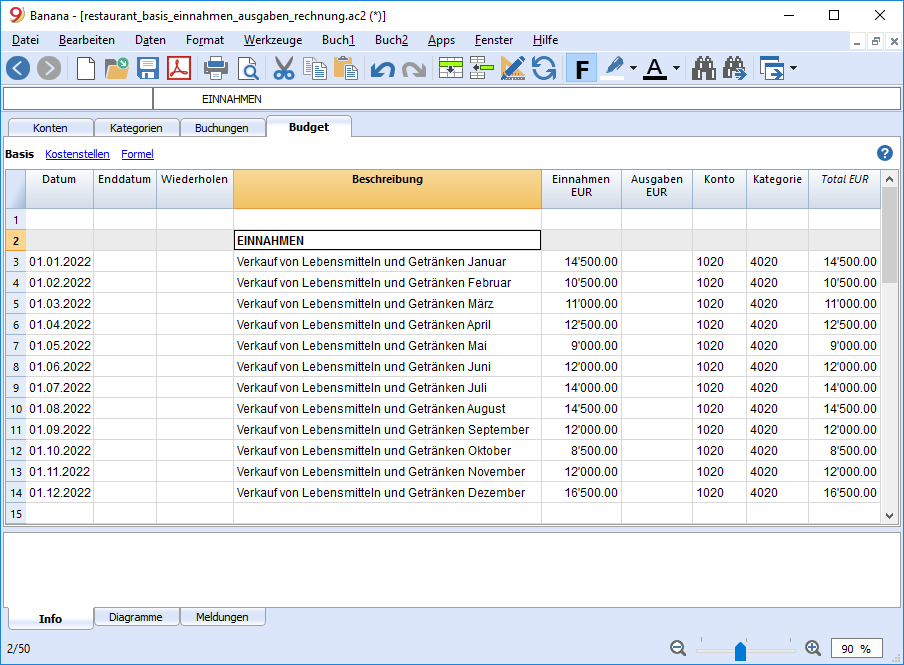 Banana - [restaurant_basis_einnahmen_ausgaben_rechnung.ac2 (*)]
Datei Bearbeiten Daten Format Werkzeuge Buch1 Buch2 Apps Fenster Hilfe
F A
EINNAHMEN
Konten Kategorien Buchungen Budget
Basis Kostenstellen Formel ?
Datum Enddatum Wiederholen Beschreibung Einnahmen EUR Ausgaben EUR Konto Kategorie Total EUR
1
2 EINNAHMEN
3 01.01.2022 Verkauf von Lebensmitteln und Getränken Januar 14'500.00 1020 4020 14'500.00
4 01.02.2022 Verkauf von Lebensmitteln und Getränken Februar 10'500.00 1020 4020 10'500.00
5 01.03.2022 Verkauf von Lebensmitteln und Getränken März 11'000.00 1020 4020 11'000.00
6 01.04.2022 Verkauf von Lebensmitteln und Getränken April 12'500.00 1020 4020 12'500.00
7 01.05.2022 Verkauf von Lebensmitteln und Getränken Mai 9'000.00 1020 4020 9'000.00
8 01.06.2022 Verkauf von Lebensmitteln und Getränken Juni 12'000.00 1020 4020 12'000.00
9 01.07.2022 Verkauf von Lebensmitteln und Getränken Juli 14'000.00 1020 4020 14'000.00
10 01.08.2022 Verkauf von Lebensmitteln und Getränken August 14'500.00 1020 4020 14'500.00
11 01.09.2022 Verkauf von Lebensmitteln und Getränken September 12'000.00 1020 4020 12'000.00
12 01.10.2022 Verkauf von Lebensmitteln und Getränken Oktober 8'500.00 1020 4020 8'500.00
13 01.11.2022 Verkauf von Lebensmitteln und Getränken November 12'000.00 1020 4020 12'000.00
14 01.12.2022 Verkauf von Lebensmitteln und Getränken Dezember 16'500.00 1020 4020 16'500.00
15
Info Diagramme Meldungen
2/50 90 %